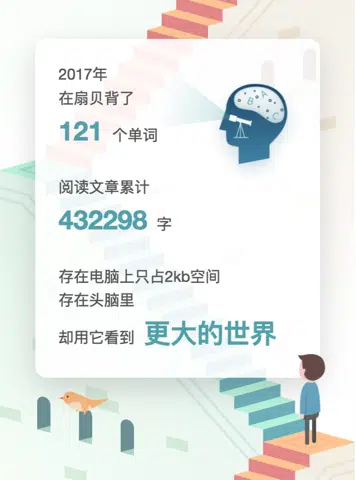 2017年
在扇贝背了
121 个单词
阅读文章累计
432298 字
存在电脑上只占2kb空间
存在头脑里
却用它看到 更大的世界
A
B
C